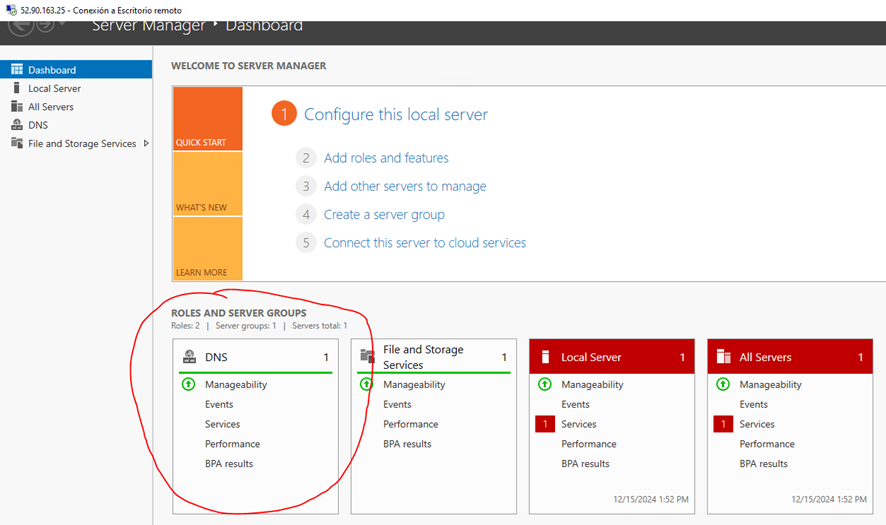 52.90.163.25 - Conexión a Escritorio remoto
Server Manager • Dashboard
Dashboard
Local Server
All Servers
DNS
File and Storage Services
WELCOME TO SERVER MANAGER
QUICK START
WHAT'S NEW
LEARN MORE
1 Configure this local server
2 Add roles and features
3 Add other servers to manage
4 Create a server group
5 Connect this server to cloud services
ROLES AND SERVER GROUPS
Roles: 2 | Server groups: 1 | Servers total: 1
DNS 1
Manageability
Events
Services
Performance
BPA results
File and Storage
Services 1
Manageability
Events
Services
Performance
BPA results
Local Server 1
Manageability
Events
1 Services
Performance
BPA results
12/15/2024 1:52 PM
All Servers 1
Manageability
Events
1 Services
Performance
BPA results
12/15/2024 1:52 PM